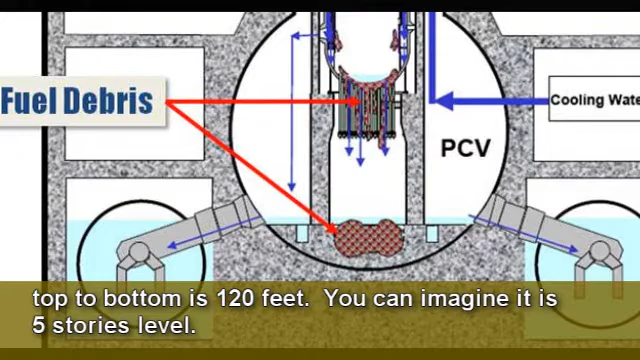 Fuel Debris
Cooling Wate
PCV
top to bottom is 120 feet.  You can imagine it is
5 stories level.